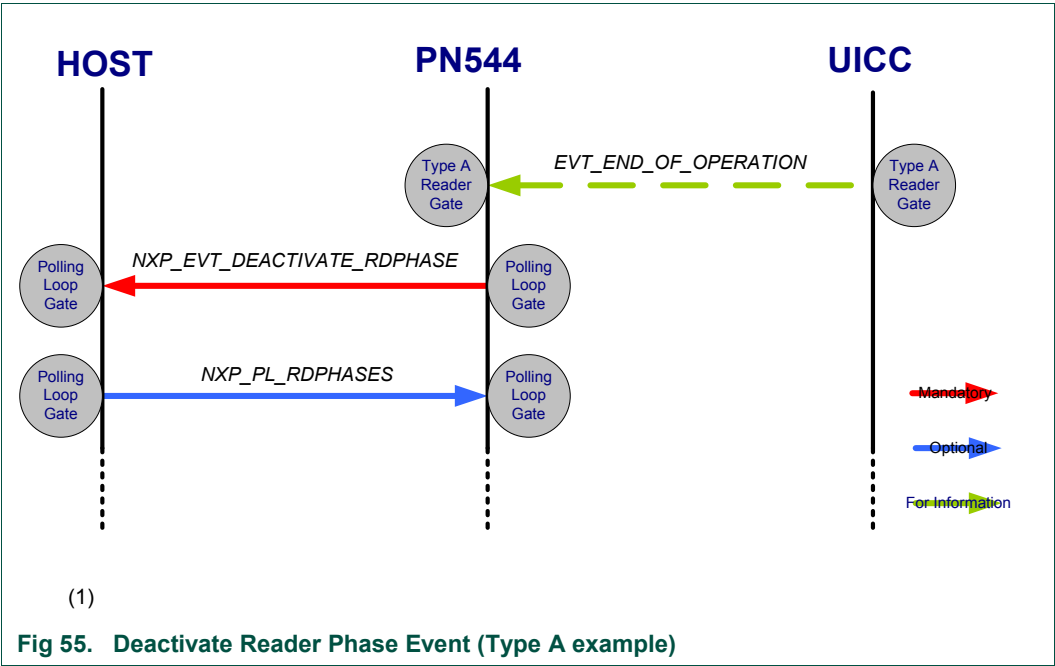 HOST
PN544
UICC
Type A
Reader
Gate
EVT_END_OF_OPERATION
Type A
Reader
Gate
Polling
Loop
Gate
NXP_EVT_DEACTIVATE_RDPHASE
Polling
Loop
Gate
Polling
Loop
Gate
NXP_PL_RDPHASES
Polling
Loop
Gate
Mandatory
Optional
For Information
(1)
Fig 55. Deactivate Reader Phase Event (Type A example)